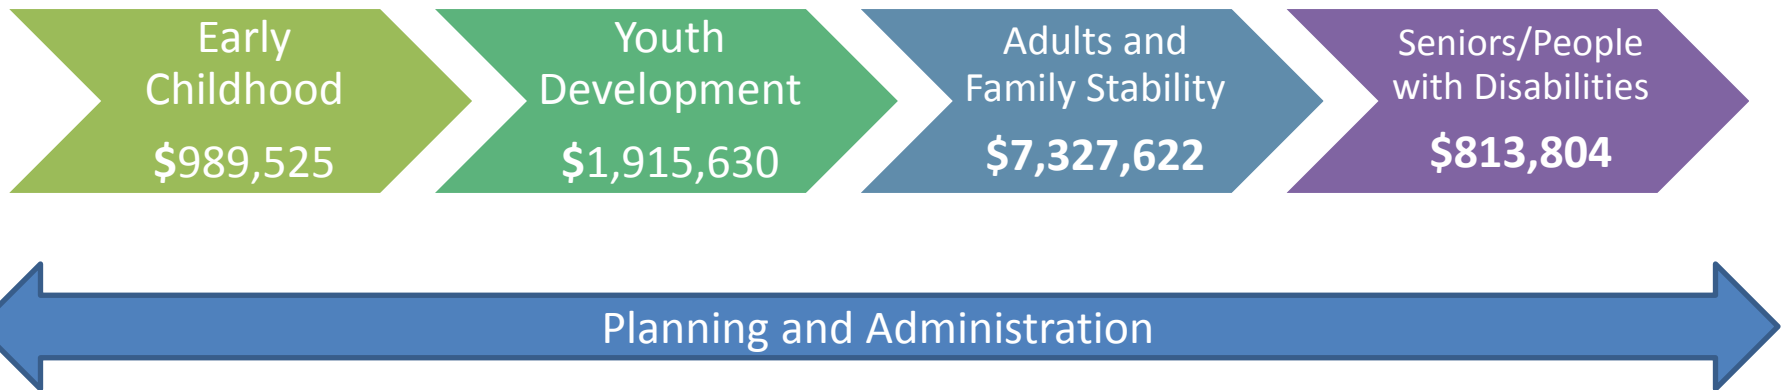 Early
Childhood
$989,525
Youth
Development
$1,915,630
Adults and
Family Stability
$7,327,622
Seniors/People
with Disabilities
$813,804
Planning and Administration